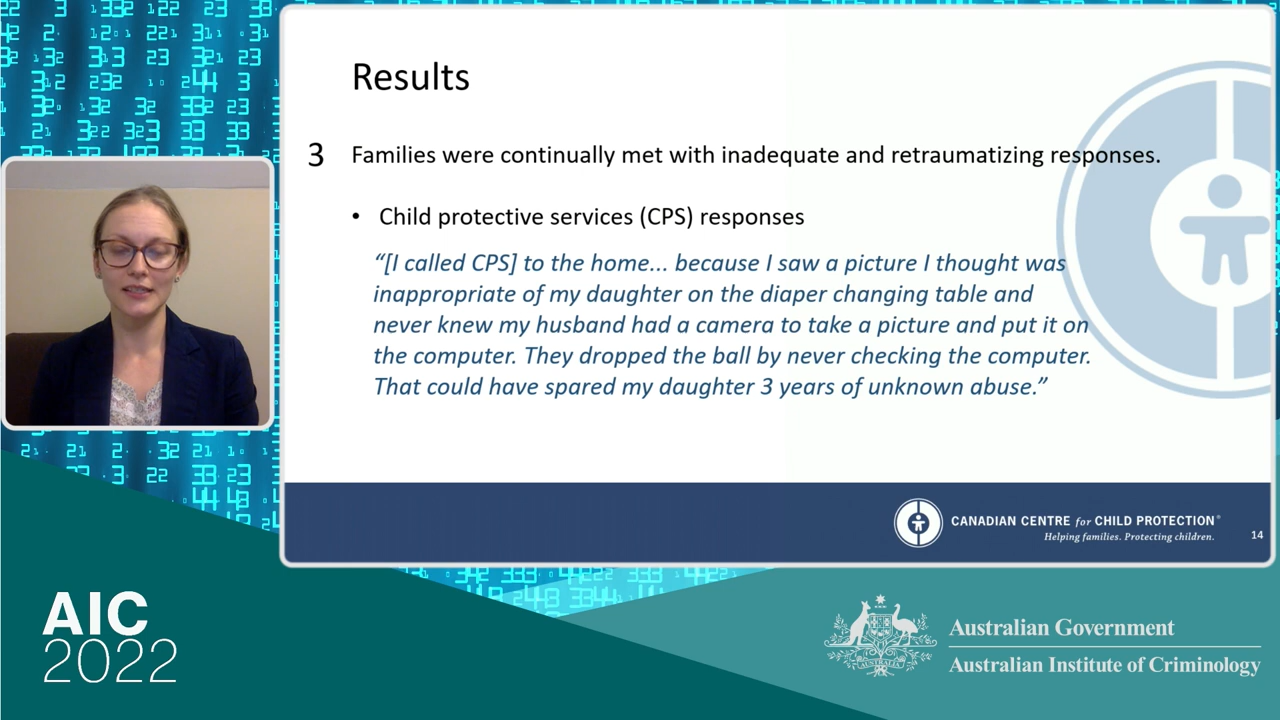 Results
3 Families were continually met with inadequate and retraumatizing responses.
• Child protective services (CPS) responses
“[I called CPS] to the home... because I saw a picture I thought was
inappropriate of my daughter on the diaper changing table and
never knew my husband had a camera to take a picture and put it on
the computer. They dropped the ball by never checking the computer.
That could have spared my daughter 3 years of unknown abuse.”
CANADIAN CENTRE for CHILD PROTECTION®
Helping families. Protecting children.
14
AIC
2022
AUSTRALIA
Australian Government
Australian Institute of Criminology